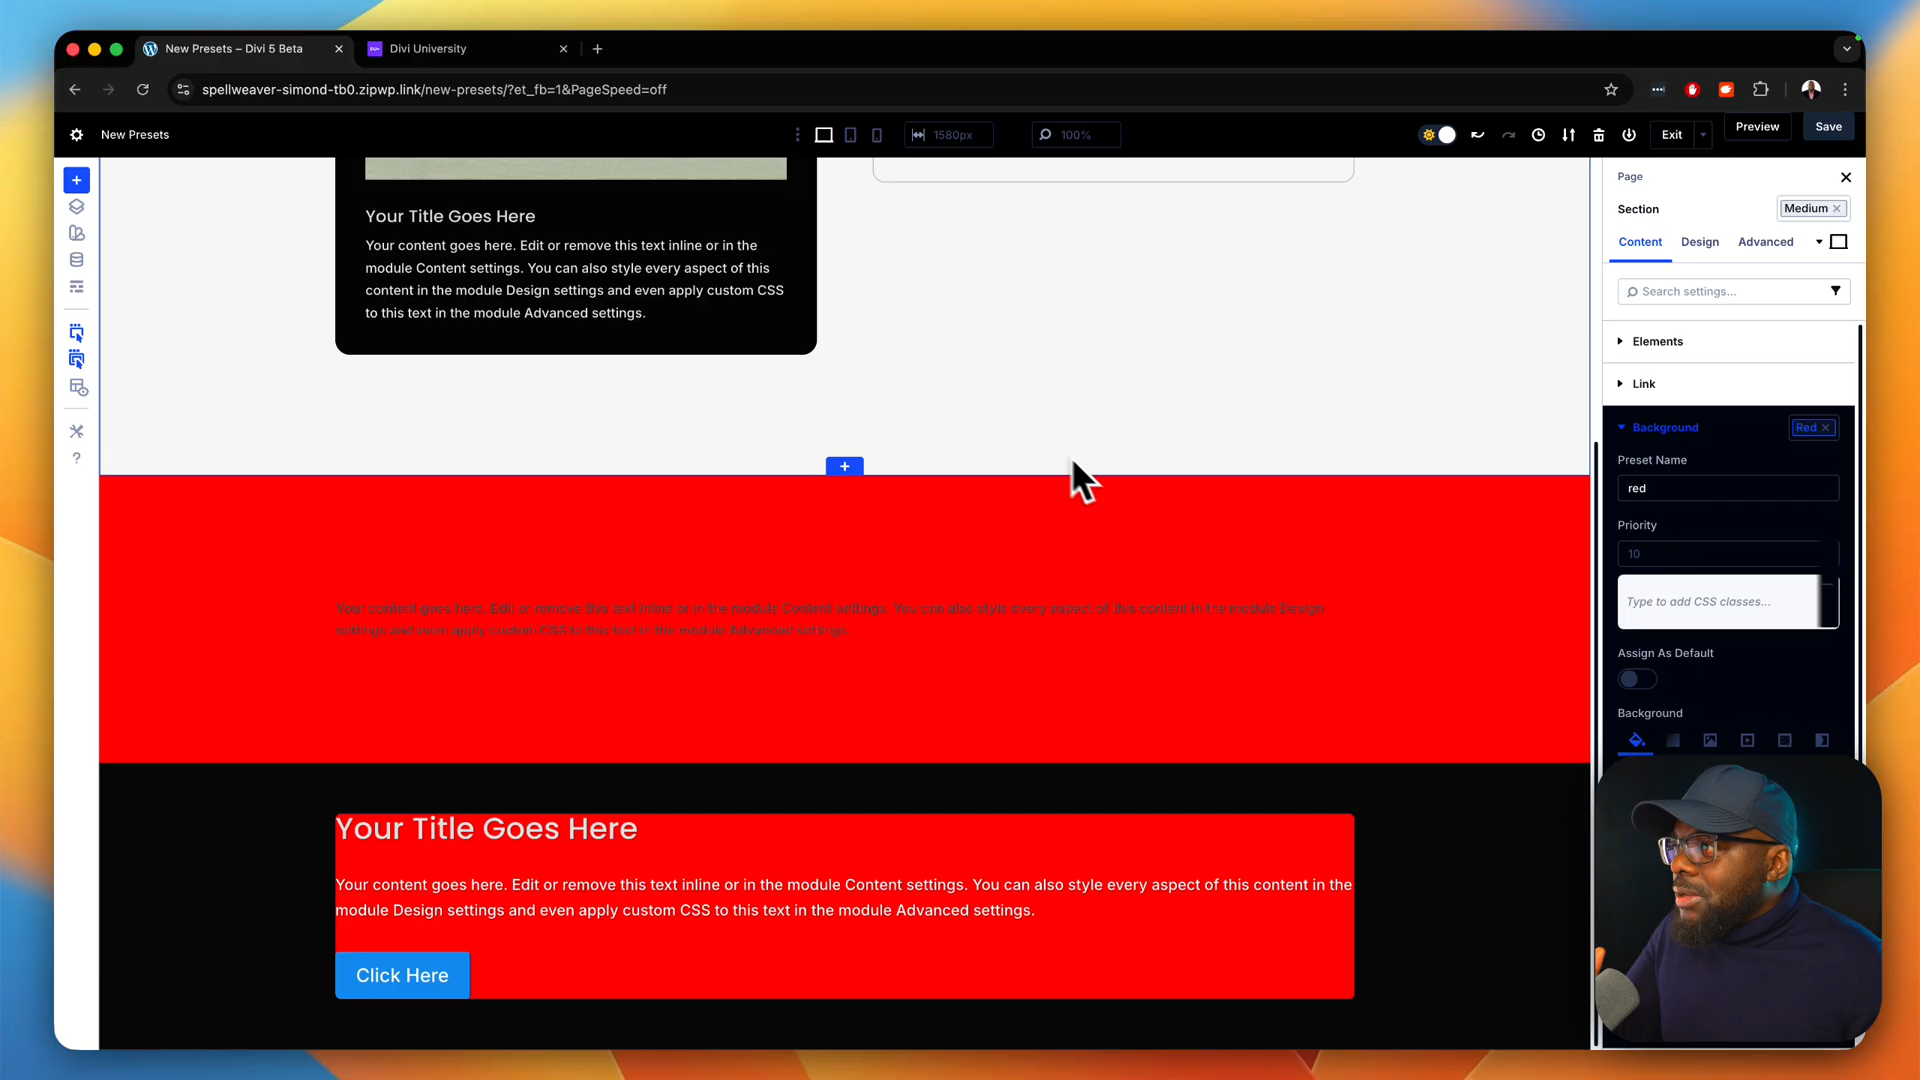 New Presets – Divi 5 Beta
Divi University
spellweaver-simond-tb0.zipwp.link/new-presets/?et_fb=1&PageSpeed=off
New Presets
1580px
100%
Exit
Preview
Save
Page
Section
Medium
Content
Design
Advanced
Search settings...
Elements
Link
Background
Red
Preset Name
red
Priority
10
Type to add CSS classes...
Assign As Default
Background
Your Title Goes Here
Your content goes here. Edit or remove this text inline or in the
module Content settings. You can also style every aspect of this
content in the module Design settings and even apply custom CSS
to this text in the module Advanced settings.
Your content goes here. Edit or remove this text inline or in the module Content settings. You can also style every aspect of this content in the module Design
settings and even apply custom CSS to this text in the module Advanced settings.
Your Title Goes Here
Your content goes here. Edit or remove this text inline or in the module Content settings. You can also style every aspect of this content in the
module Design settings and even apply custom CSS to this text in the module Advanced settings.
Click Here